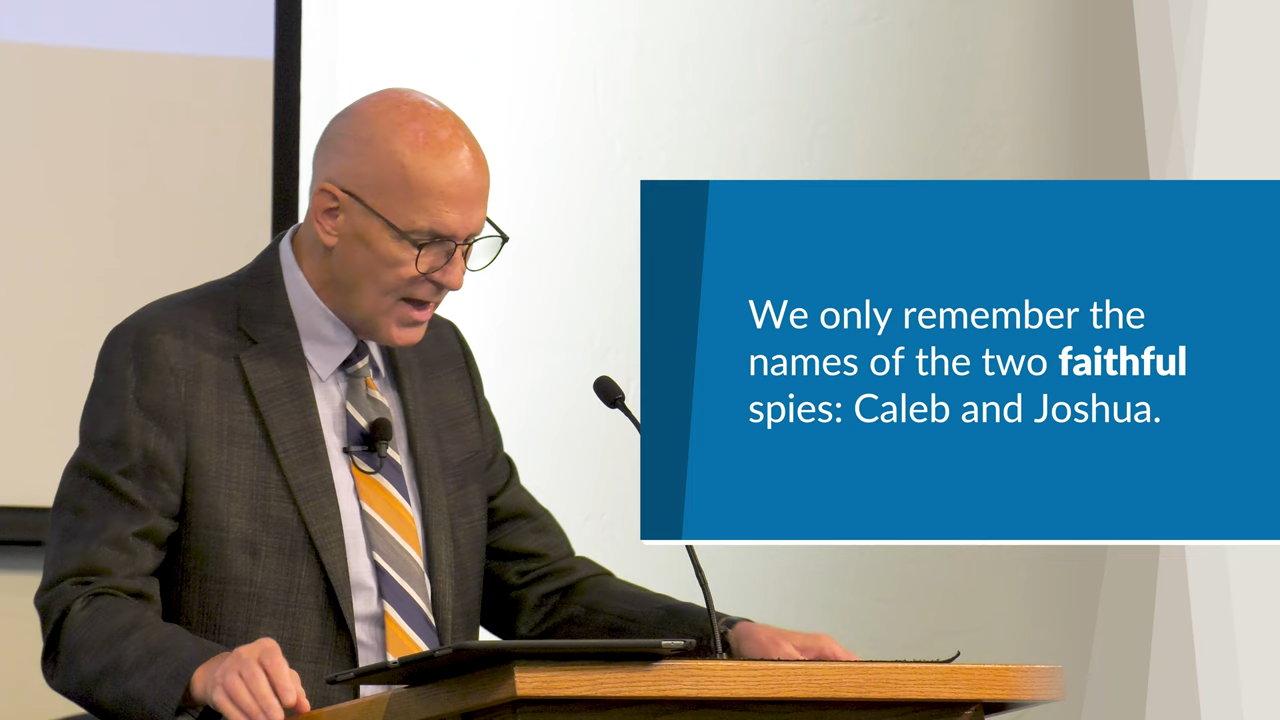 We only remember the
names of the two faithful
spies: Caleb and Joshua.